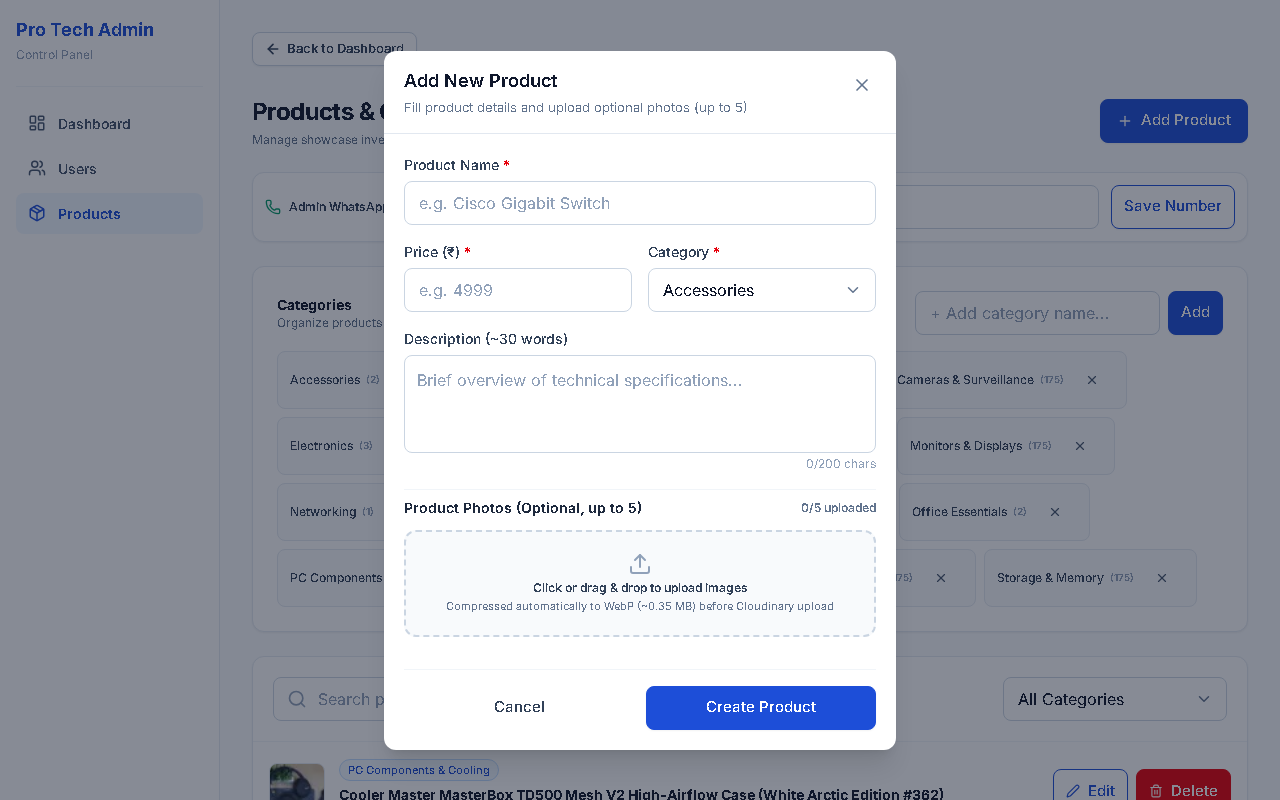 Pro Tech Admin
Control Panel
Dashboard
Users
Products
Back to Dashboard
Products &
Manage showcase
Add Product
Admin WhatsApp
Save Number
Categories
Organize products
+ Add category name...
Add
Accessories (2)
Cameras & Surveillance (175)
Electronics (3)
Monitors & Displays (175)
Networking (1)
Office Essentials (2)
PC Components
Storage & Memory (175)
Search
All Categories
PC Components & Cooling
Cooler Master MasterBox TD500 Mesh V2 High-Airflow Case (White Arctic Edition #362)
Edit
Delete
Add New Product
Fill product details and upload optional photos (up to 5)
Product Name *
e.g. Cisco Gigabit Switch
Price (₹) *
Category *
e.g. 4999
Accessories
Description (~30 words)
Brief overview of technical specifications...
0/200 chars
Product Photos (Optional, up to 5)
0/5 uploaded
Click or drag & drop to upload images
Compressed automatically to WebP (~0.35 MB) before Cloudinary upload
Cancel
Create Product